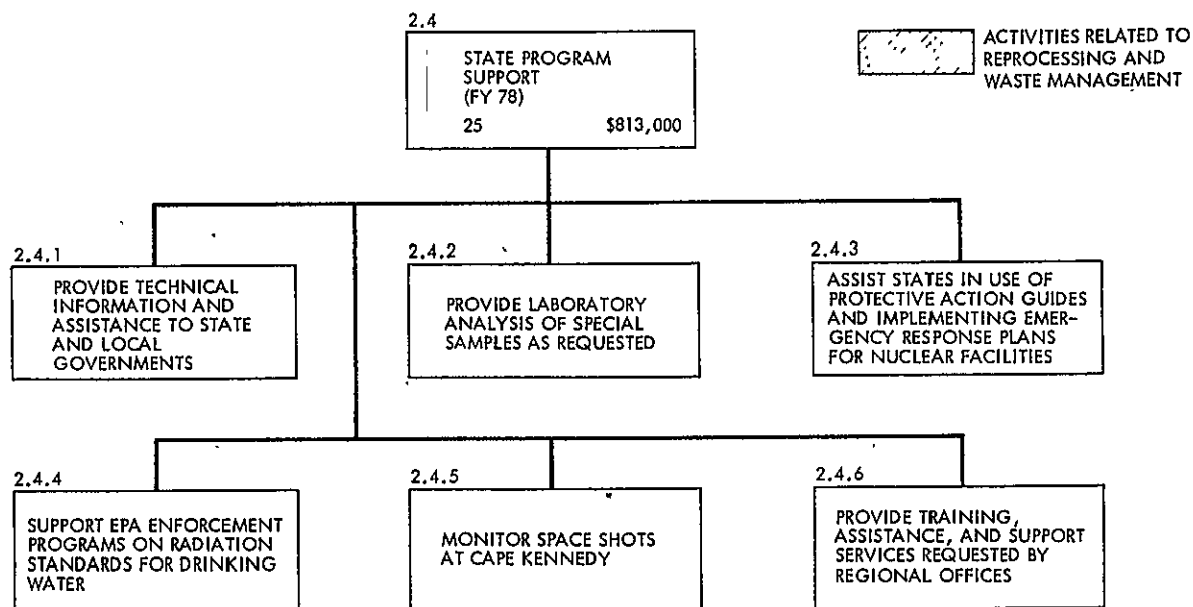 2.4
STATE PROGRAM
SUPPORT
(FY 78)
25 $813,000
ACTIVITIES RELATED TO
REPROCESSING AND
WASTE MANAGEMENT
2.4.1
PROVIDE TECHNICAL
INFORMATION AND
ASSISTANCE TO STATE
AND LOCAL
GOVERNMENTS
2.4.2
PROVIDE LABORATORY
ANALYSIS OF SPECIAL
SAMPLES AS REQUESTED
2.4.3
ASSIST STATES IN USE OF
PROTECTIVE ACTION GUIDES
AND IMPLEMENTING EMER-
GENCY RESPONSE PLANS
FOR NUCLEAR FACILITIES
2.4.4
SUPPORT EPA ENFORCEMENT
PROGRAMS ON RADIATION
STANDARDS FOR DRINKING
WATER
2.4.5
MONITOR SPACE SHOTS
AT CAPE KENNEDY
2.4.6
PROVIDE TRAINING,
ASSISTANCE, AND SUPPORT
SERVICES REQUESTED BY
REGIONAL OFFICES